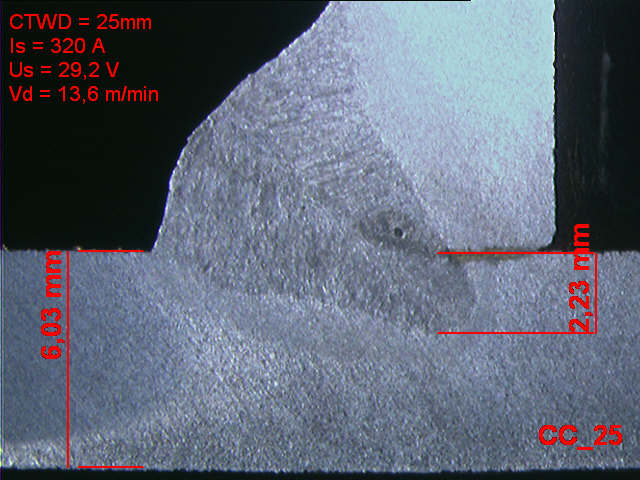 CTWD = 25mm
Is = 320 A
Us = 29,2 V
Vd = 13,6 m/min
6,03 mm
2,23 mm
CC_25